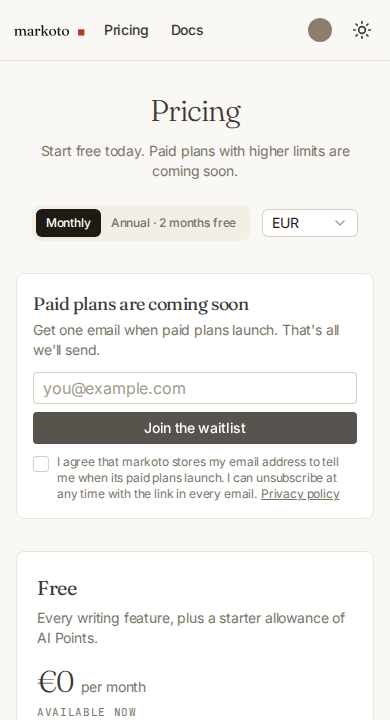 markoto
Pricing
Docs
Pricing
Start free today. Paid plans with higher limits are
coming soon.
Monthly
Annual · 2 months free
EUR
Paid plans are coming soon
Get one email when paid plans launch. That's all
we'll send.
you@example.com
Join the waitlist
I agree that markoto stores my email address to tell
me when its paid plans launch. I can unsubscribe at
any time with the link in every email. Privacy policy
Free
Every writing feature, plus a starter allowance of
AI Points.
€0 per month
AVAILABLE NOW